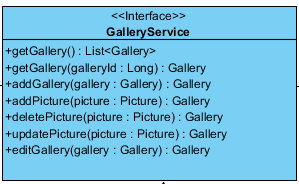 <<Interface>>
GalleryService
+getGallery() : List<Gallery>
+getGallery(galleryId : Long) : Gallery
+addGallery(gallery : Gallery) : Gallery
+addPicture(picture : Picture) : Gallery
+deletePicture(picture : Picture) : Gallery
+updatePicture(picture : Picture) : Gallery
+editGallery(gallery : Gallery) : Gallery